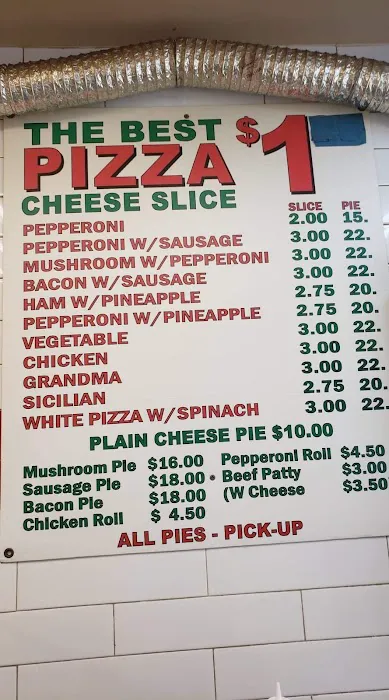 THE BEST $1
PIZZA
CHEESE SLICE
SLICE PIE
PEPPERONI 2.00 15.
PEPPERONI W/SAUSAGE 3.00 22.
MUSHROOM W/PEPPERONI 3.00 22.
BACON W/SAUSAGE 3.00 22.
HAM W/PINEAPPLE 2.75 20.
PEPPERONI W/PINEAPPLE 2.75 20.
VEGETABLE 3.00 22.
CHICKEN 3.00 22.
GRANDMA 3.00 22.
SICILIAN 2.75 20.
WHITE PIZZA W/SPINACH 3.00 22.
PLAIN CHEESE PIE $10.00
Mushroom Pie $16.00 Pepperoni Roll $4.50
Sausage Pie $18.00 • Beef Patty $3.00
Bacon Pie $18.00 (W Cheese $3.50
Chicken Roll $ 4.50
ALL PIES - PICK-UP